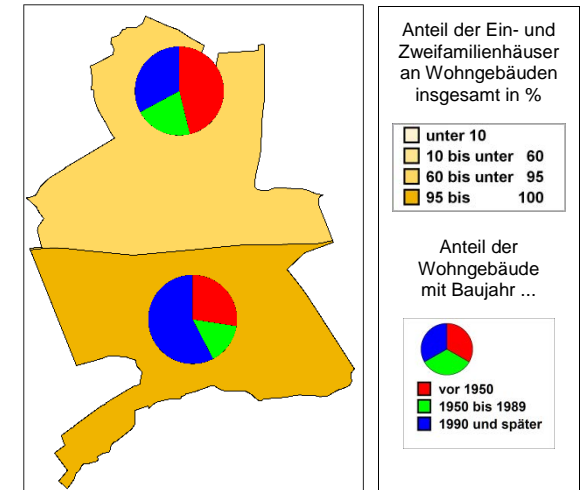 Anteil der Ein- und
Zweifamilienhäuser
an Wohngebäuden
insgesamt in %
unter 10
10 bis unter 60
60 bis unter 95
95 bis 100
Anteil der
Wohngebäude
mit Baujahr ...
vor 1950
1950 bis 1989
1990 und später